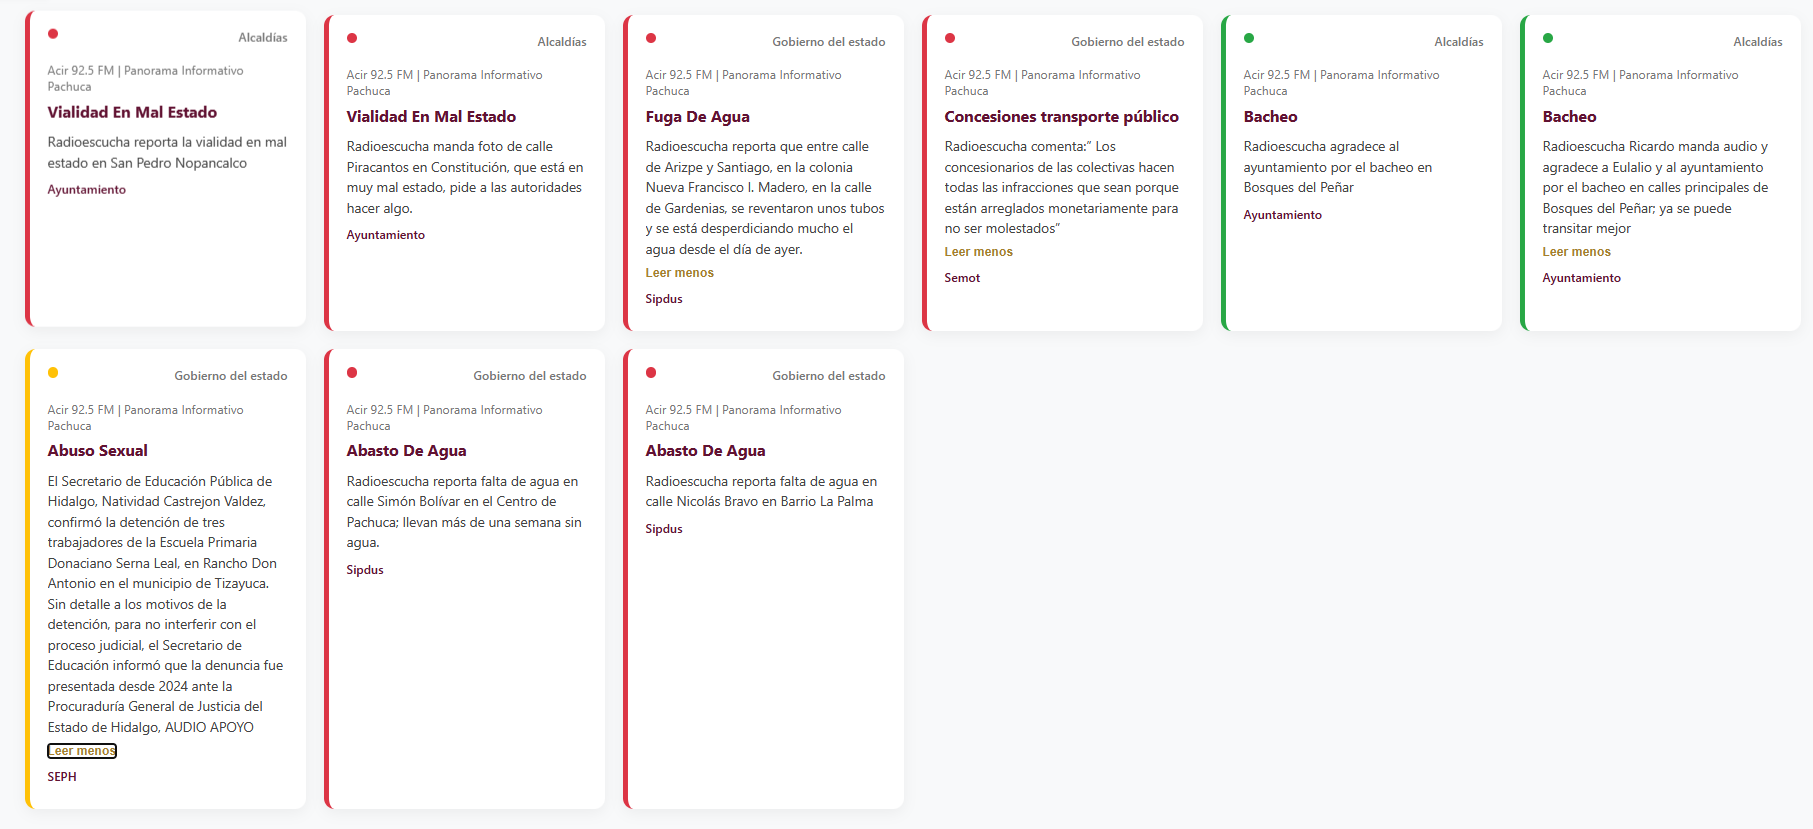 Alcaldías
Acir 92.5 FM | Panorama Informativo
Pachuca
Vialidad En Mal Estado
Radioescucha reporta la vialidad en mal
estado en San Pedro Nopancalco
Ayuntamiento
Alcaldías
Acir 92.5 FM | Panorama Informativo
Pachuca
Vialidad En Mal Estado
Radioescucha manda foto de calle
Piracantos en Constitución, que está en
muy mal estado, pide a las autoridades
hacer algo.
Ayuntamiento
Gobierno del estado
Acir 92.5 FM | Panorama Informativo
Pachuca
Fuga De Agua
Radioescucha reporta que entre calle
de Arizpe y Santiago, en la colonia
Nueva Francisco I. Madero, en la calle
de Gardenias, se reventaron unos tubos
y se está desperdiciando mucho el
agua desde el día de ayer.
Leer menos
Sipdus
Gobierno del estado
Acir 92.5 FM | Panorama Informativo
Pachuca
Concesiones transporte público
Radioescucha comenta:” Los
concesionarios de las colectivas hacen
todas las infracciones que sean porque
están arreglados monetariamente para
no ser molestados”
Leer menos
Semot
Alcaldías
Acir 92.5 FM | Panorama Informativo
Pachuca
Bacheo
Radioescucha agradece al
ayuntamiento por el bacheo en
Bosques del Peñar
Ayuntamiento
Alcaldías
Acir 92.5 FM | Panorama Informativo
Pachuca
Bacheo
Radioescucha Ricardo manda audio y
agradece a Eulalio y al ayuntamiento
por el bacheo en calles principales de
Bosques del Peñar; ya se puede
transitar mejor
Leer menos
Ayuntamiento
Gobierno del estado
Acir 92.5 FM | Panorama Informativo
Pachuca
Abuso Sexual
El Secretario de Educación Pública de
Hidalgo, Natividad Castrejon Valdez,
confirmó la detención de tres
trabajadores de la Escuela Primaria
Donaciano Serna Leal, en Rancho Don
Antonio en el municipio de Tizayuca.
Sin detalle a los motivos de la
detención, para no interferir con el
proceso judicial, el Secretario de
Educación informó que la denuncia fue
presentada desde 2024 ante la
Procuraduría General de Justicia del
Estado de Hidalgo, AUDIO APOYO
Leer menos
SEPH
Gobierno del estado
Acir 92.5 FM | Panorama Informativo
Pachuca
Abasto De Agua
Radioescucha reporta falta de agua en
calle Simón Bolívar en el Centro de
Pachuca; llevan más de una semana sin
agua.
Sipdus
Gobierno del estado
Acir 92.5 FM | Panorama Informativo
Pachuca
Abasto De Agua
Radioescucha reporta falta de agua en
calle Nicolás Bravo en Barrio La Palma
Sipdus